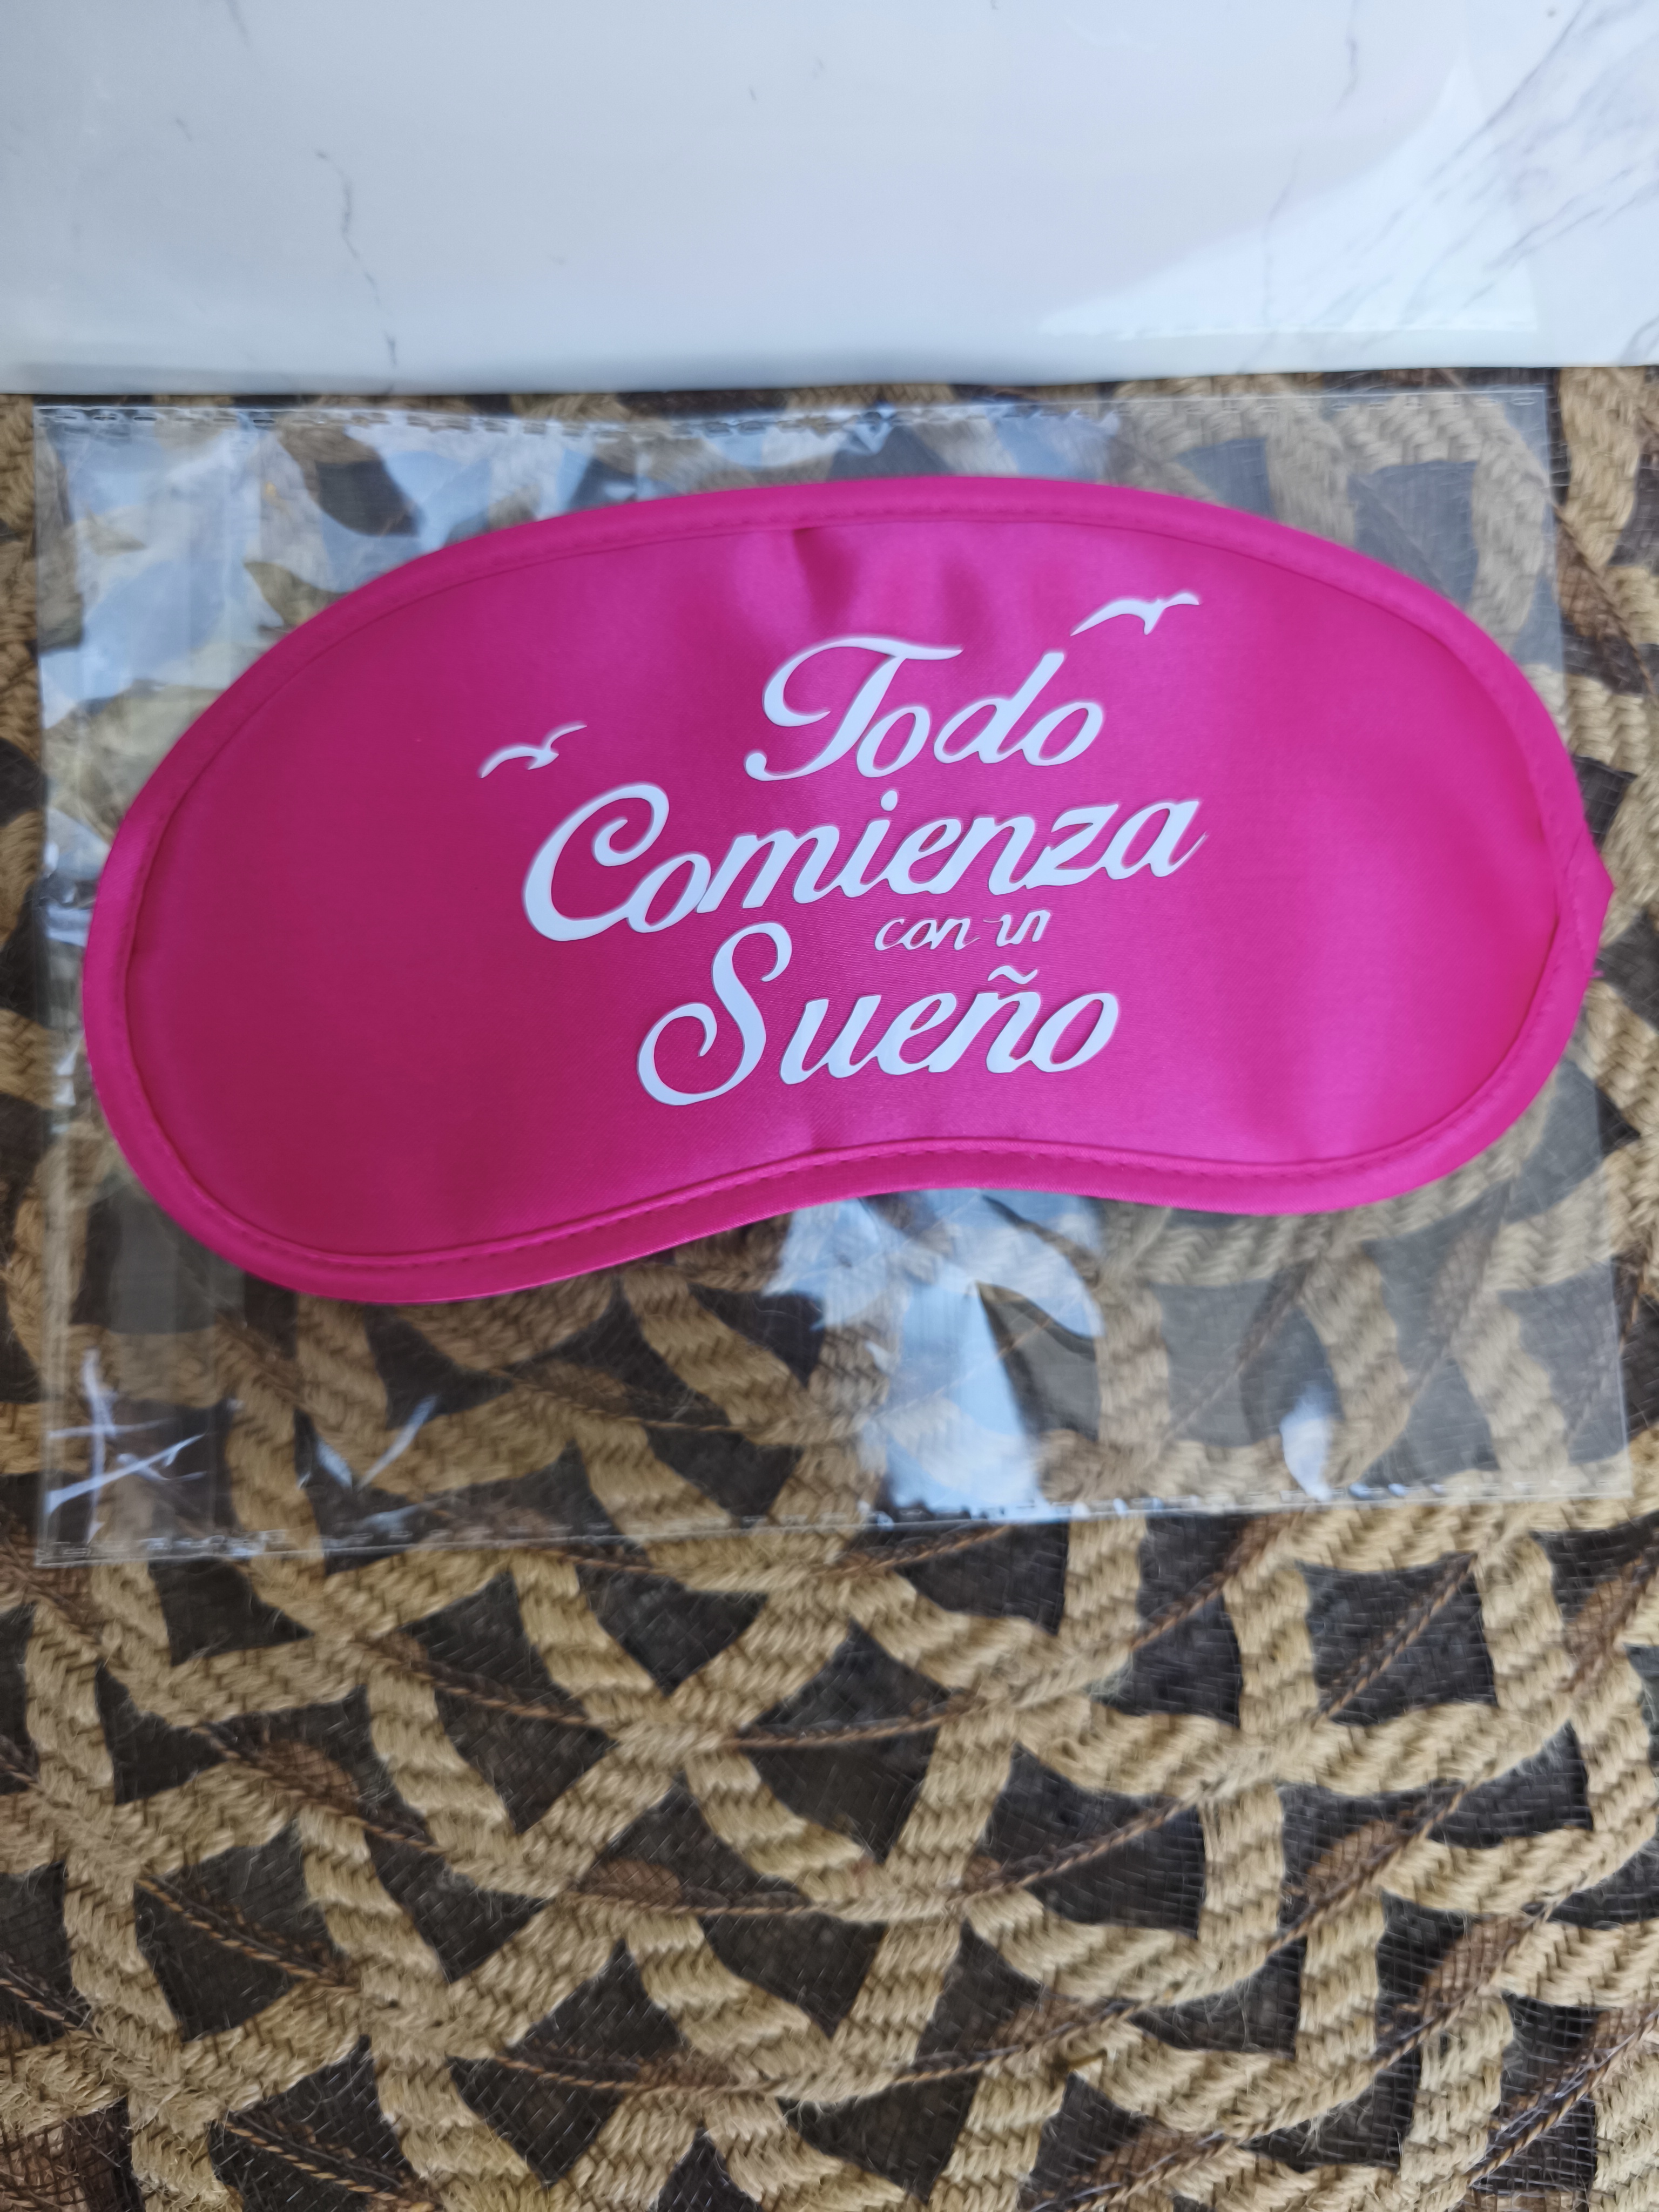 Todo
Comienza
con un
Sueño